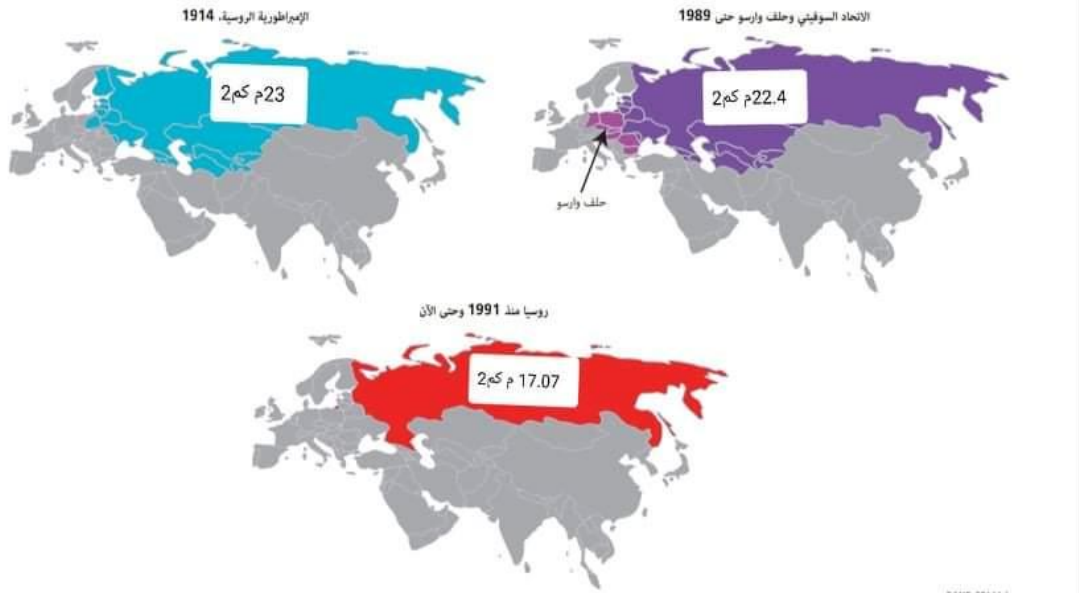 الإمبراطورية الروسية، 1914
23م كم2
الاتحاد السوفيتي وحلف وارسو حتى 1989
22.4م كم2
حلف وارسو
روسيا منذ 1991 وحتى الآن
17.07 م كم2